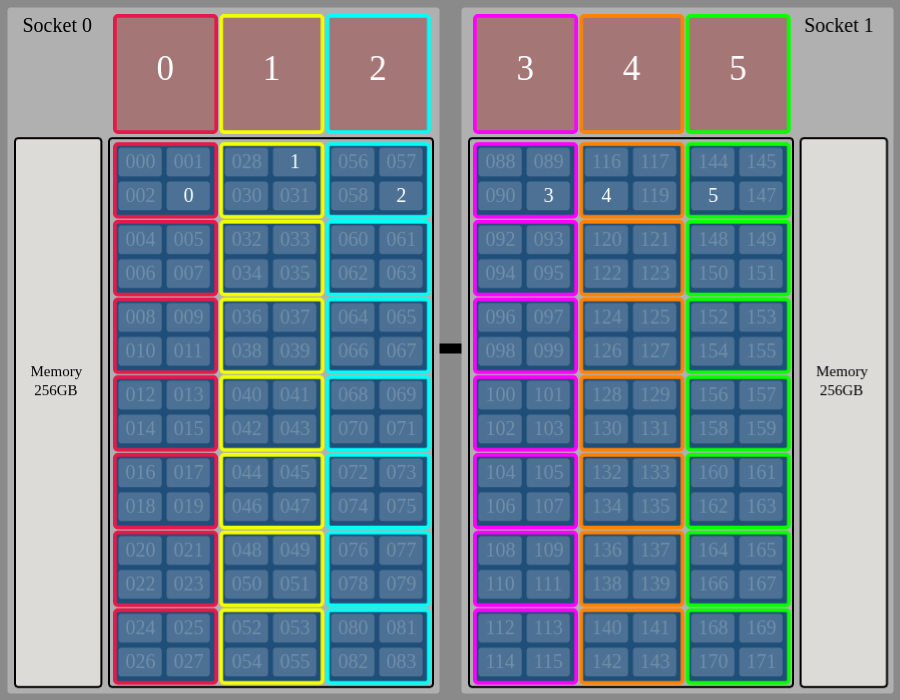 Socket 0
0 1 2
3 4 5
Socket 1
000 001 028 1 056 057 088 089 116 117 144 145
002 0 030 031 058 2 090 3 4 119 5 147
004 005 032 033 060 061 092 093 120 121 148 149
006 007 034 035 062 063 094 095 122 123 150 151
008 009 036 037 064 065 096 097 124 125 152 153
010 011 038 039 066 067 098 099 126 127 154 155
Memory
256GB
Memory
256GB
012 013 040 041 068 069 100 101 128 129 156 157
014 015 042 043 070 071 102 103 130 131 158 159
016 017 044 045 072 073 104 105 132 133 160 161
018 019 046 047 074 075 106 107 134 135 162 163
020 021 048 049 076 077 108 109 136 137 164 165
022 023 050 051 078 079 110 111 138 139 166 167
024 025 052 053 080 081 112 113 140 141 168 169
026 027 054 055 082 083 114 115 142 143 170 171